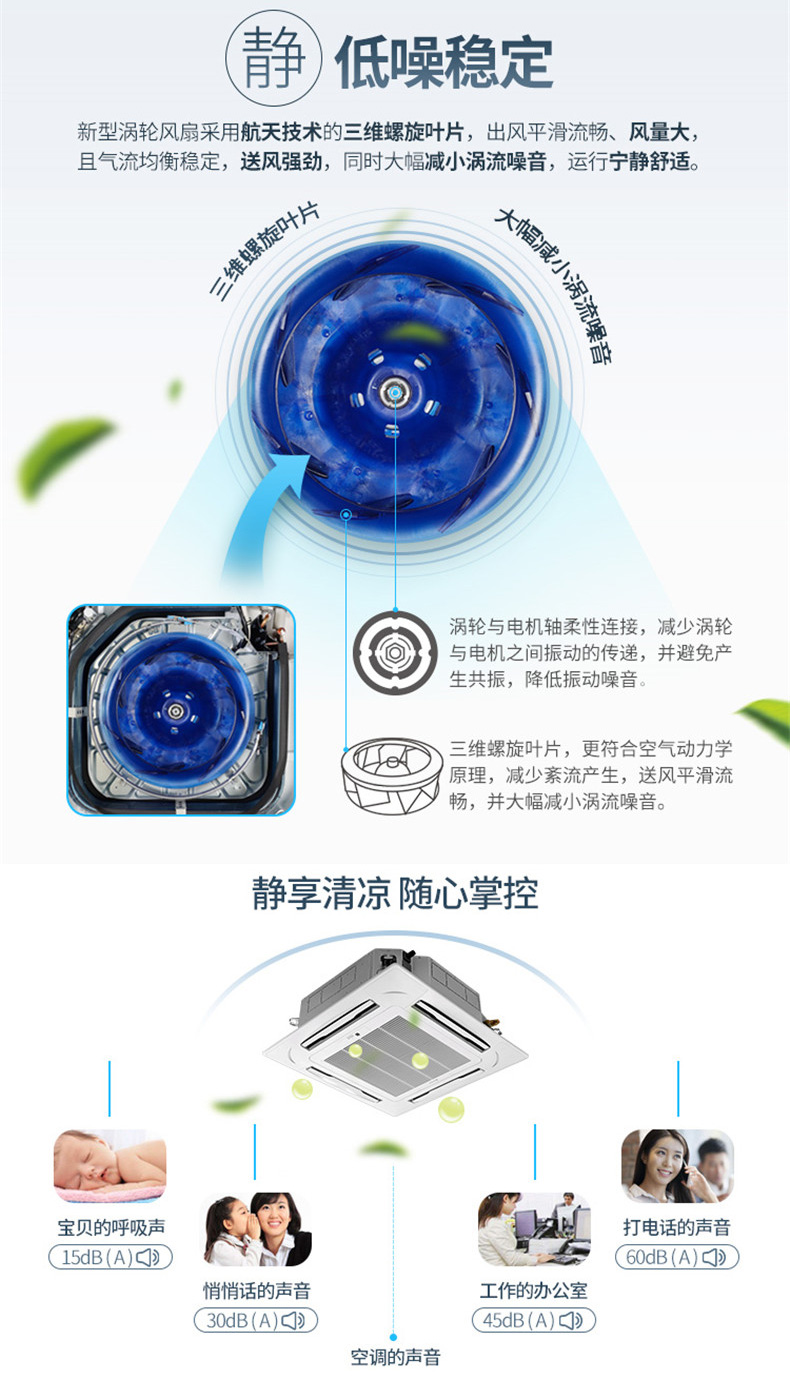 静 低噪稳定
新型涡轮风扇采用航天技术的三维螺旋叶片，出风平滑流畅、风量大，
且气流均衡稳定，送风强劲，同时大幅减小涡流噪音，运行宁静舒适。
三维螺旋叶片
大幅减小涡流噪音
涡轮与电机轴柔性连接，减少涡轮
与电机之间振动的传递，并避免产
生共振，降低振动噪音。
三维螺旋叶片，更符合空气动力学
原理，减少紊流产生，送风平滑流
畅，并大幅减小涡流噪音。
静享清凉 随心掌控
宝贝的呼吸声
15dB(A)
悄悄话的声音
30dB(A)
空调的声音
工作的办公室
45dB(A)
打电话的声音
60dB(A)